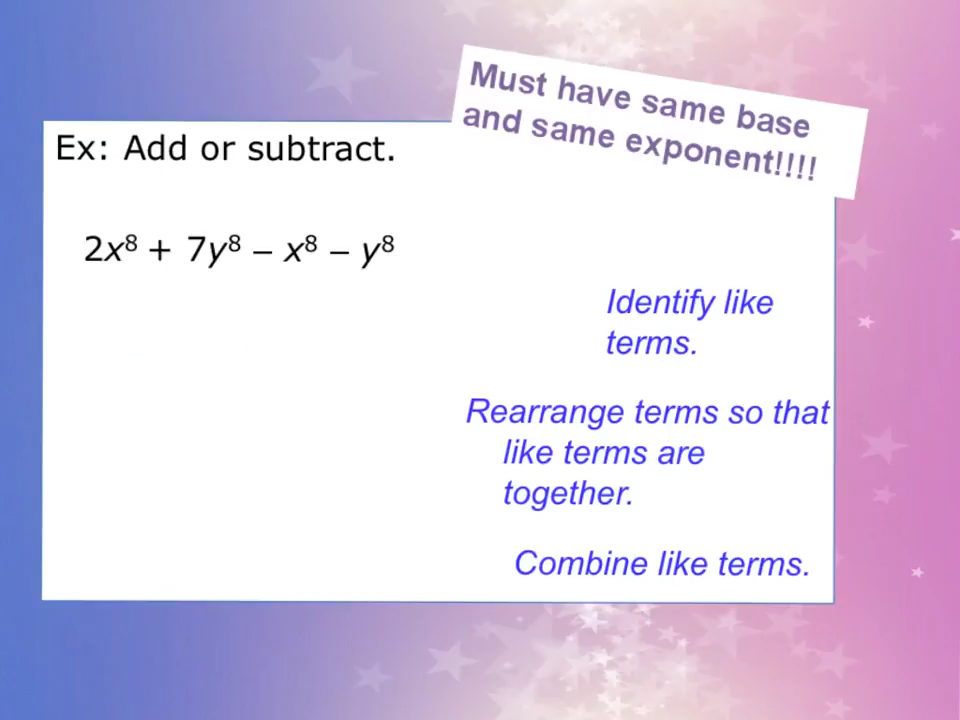 Must have same base
and same exponent!!!!
Ex: Add or subtract.
2x⁸ + 7y⁸ – x⁸ – y⁸
Identify like
terms.
Rearrange terms so that
like terms are
together.
Combine like terms.